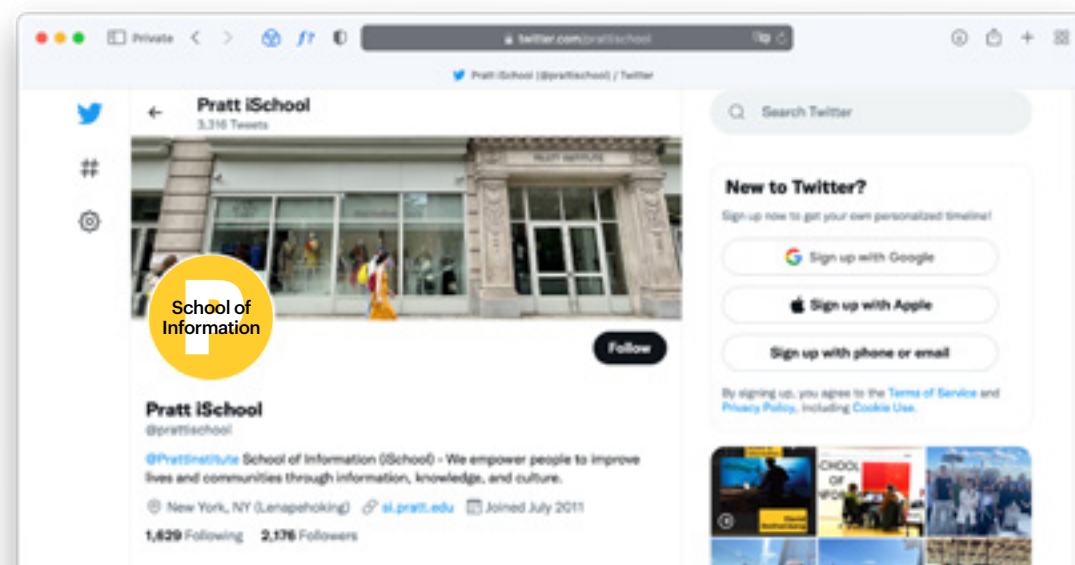 Private
twitter.com/prattischool
Pratt iSchool (@prattischool) / Twitter
Pratt iSchool
3,316 Tweets
Search Twitter
PRATT INSTITUTE
School of
Information
Follow
Pratt iSchool
@prattischool
@PrattInstitute School of Information (iSchool) - We empower people to improve
lives and communities through information, knowledge, and culture.
New York, NY (Lenapehoking) si.pratt.edu Joined July 2011
1,629 Following 2,176 Followers
New to Twitter?
Sign up now to get your own personalized timeline!
Sign up with Google
Sign up with Apple
Sign up with phone or email
By signing up, you agree to the Terms of Service and
Privacy Policy, including Cookie Use.
SCHOOL
OF